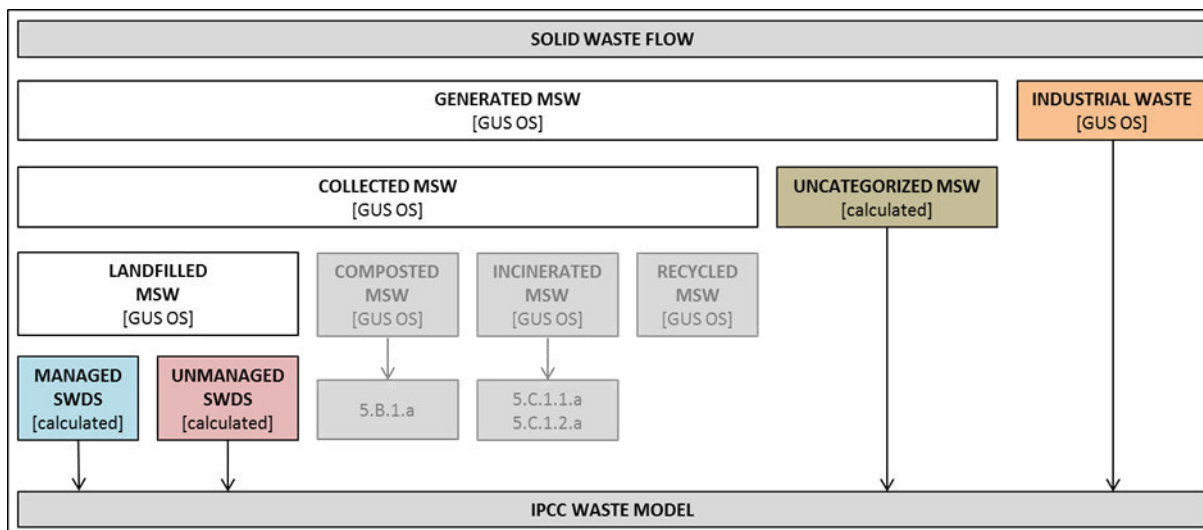 SOLID WASTE FLOW
GENERATED MSW
[GUS OS]
INDUSTRIAL WASTE
[GUS OS]
COLLECTED MSW
[GUS OS]
UNCATEGORIZED MSW
[calculated]
LANDFILLED
MSW
[GUS OS]
COMPOSTED
MSW
[GUS OS]
INCINERATED
MSW
[GUS OS]
RECYCLED
MSW
[GUS OS]
MANAGED
SWDS
[calculated]
UNMANAGED
SWDS
[calculated]
5.B.1.a
5.C.1.1.a
5.C.1.2.a
IPCC WASTE MODEL